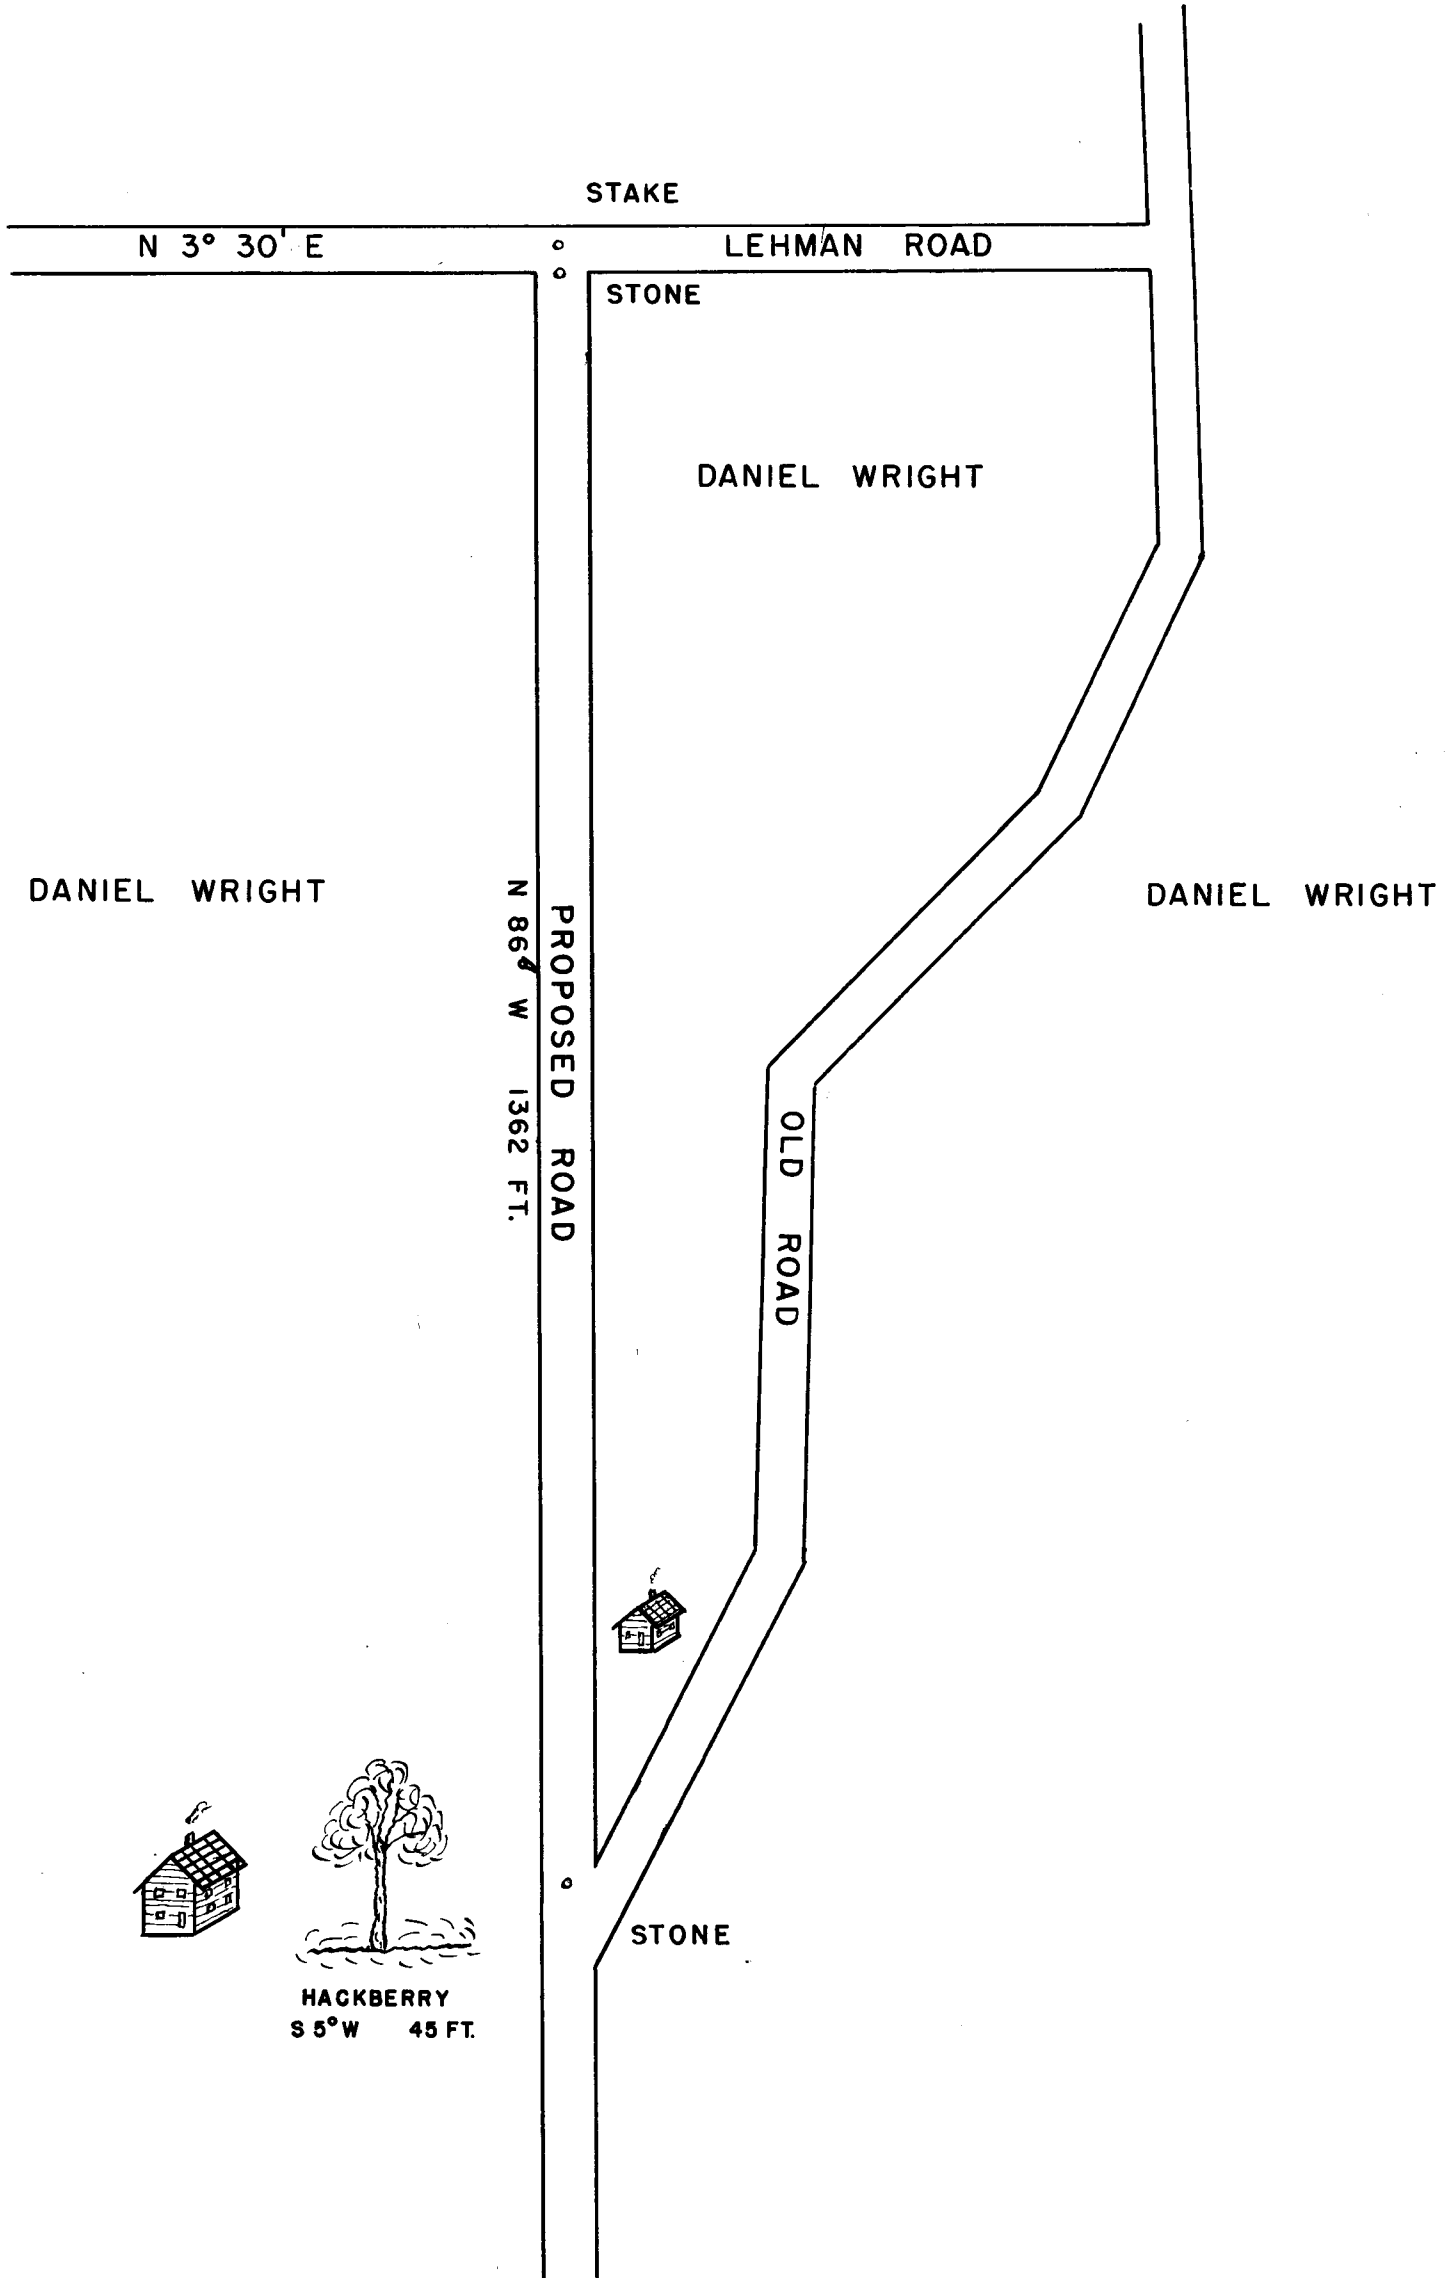 STAKE
N 3° 30' E
LEHMAN ROAD
STONE
DANIEL WRIGHT
DANIEL WRIGHT
DANIEL WRIGHT
PROPOSED ROAD
N 86° W 1362 FT.
OLD ROAD
STONE
HACKBERRY
S 5° W 45 FT.